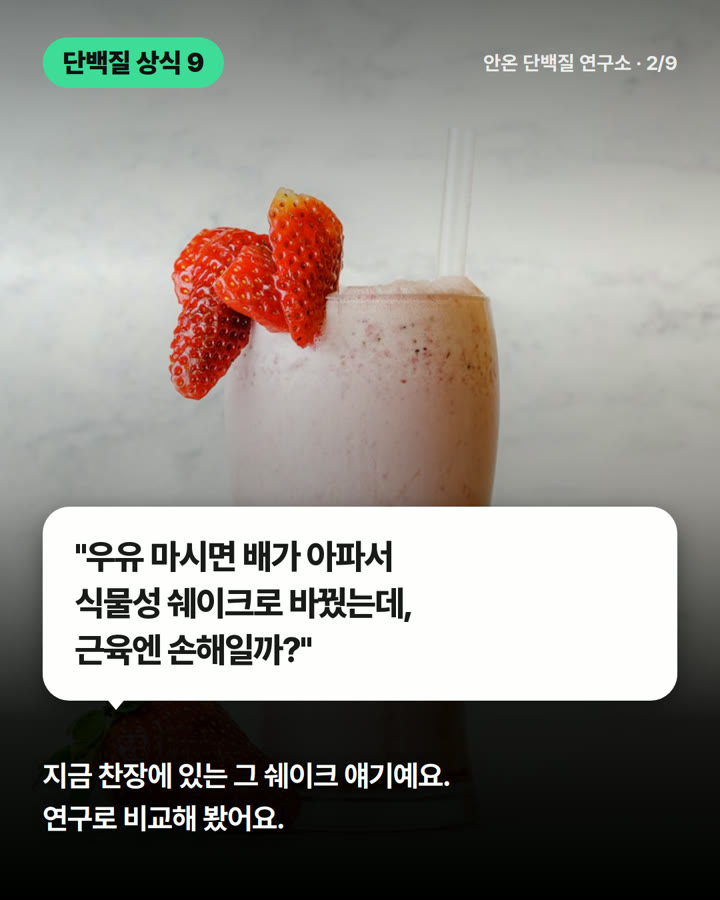 단백질 상식 9
안온 단백질 연구소 · 2/9
"우유 마시면 배가 아파서
식물성 쉐이크로 바꿨는데,
근육엔 손해일까?"
지금 찬장에 있는 그 쉐이크 얘기예요.
연구로 비교해 봤어요.